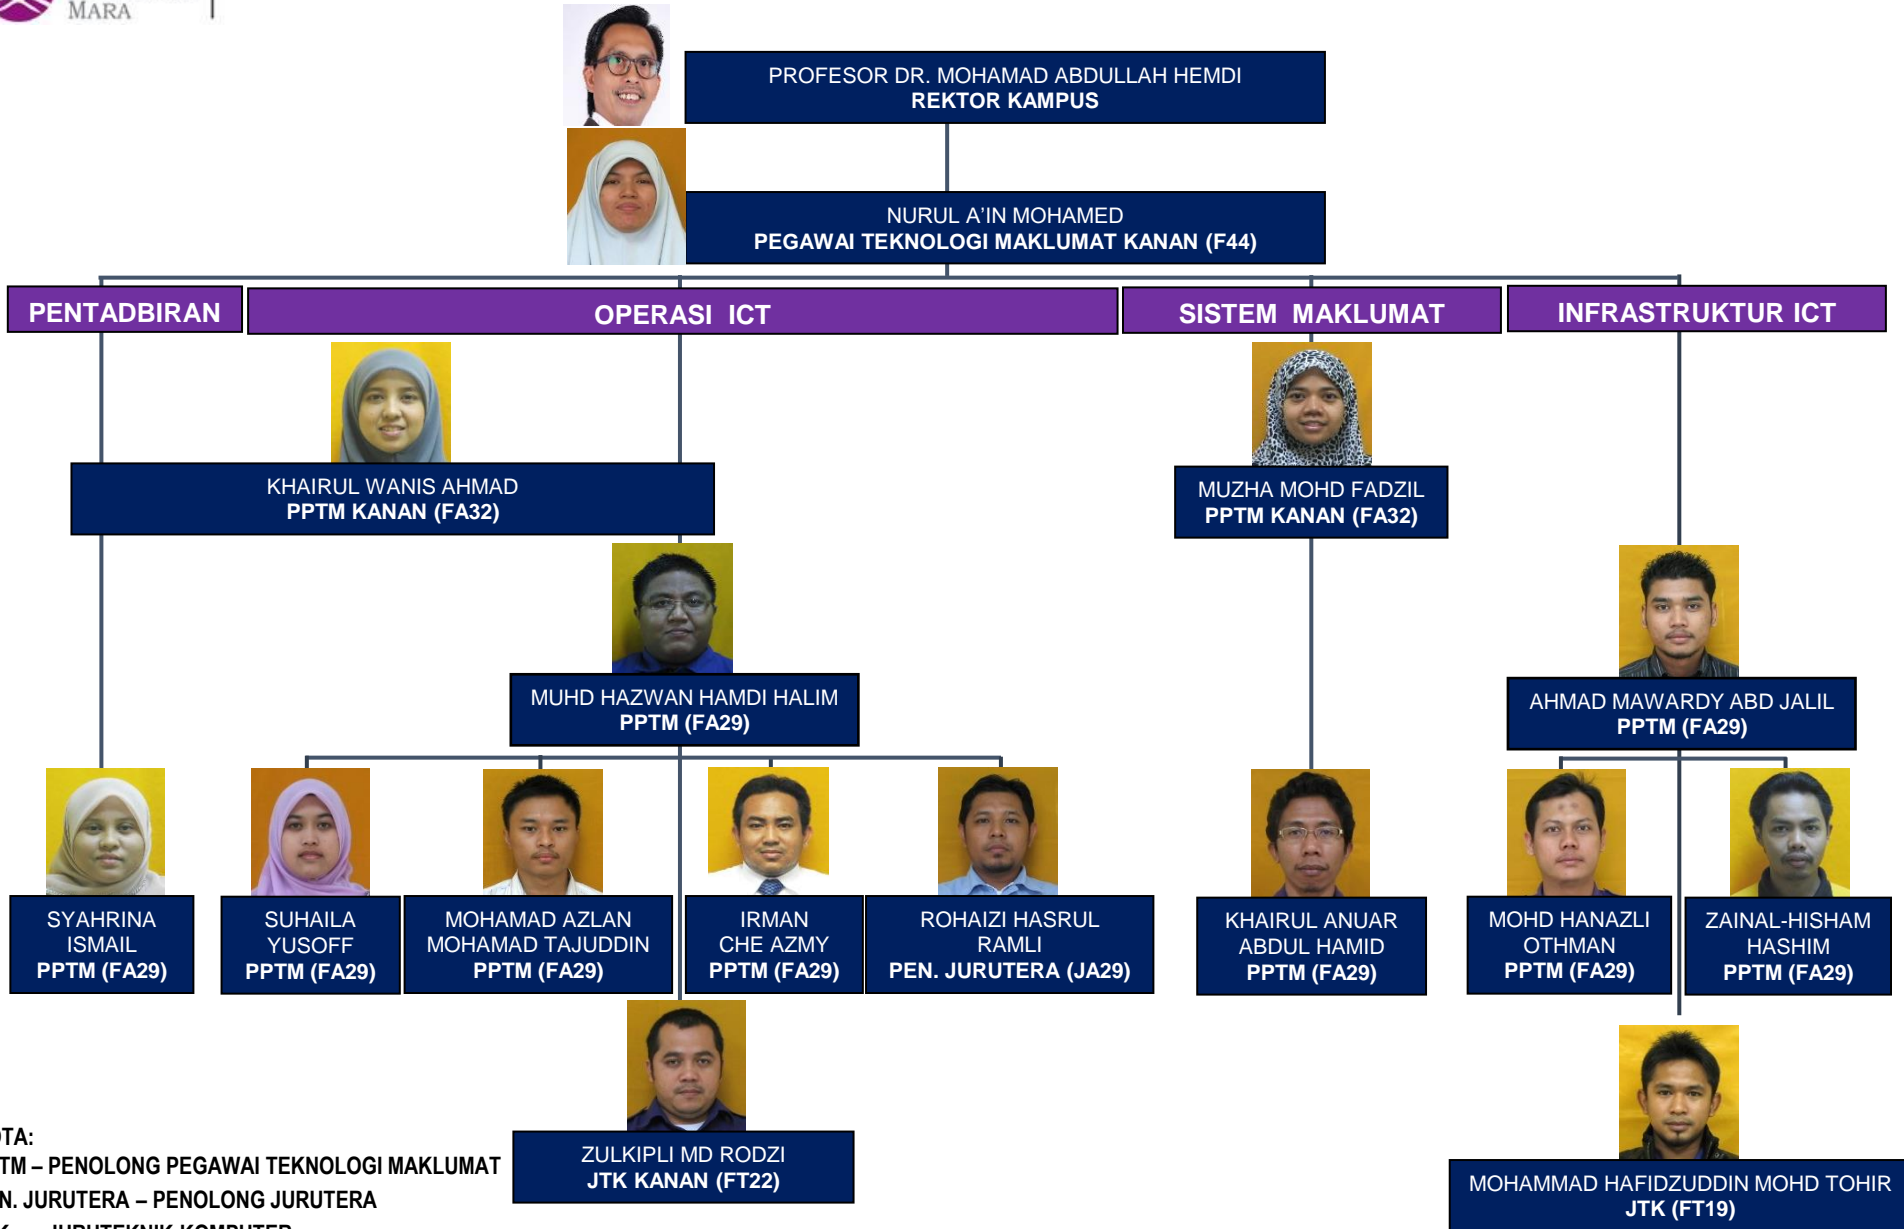 MARA
PROFESOR DR. MOHAMAD ABDULLAH HEMDI
REKTOR KAMPUS
NURUL A'IN MOHAMED
PEGAWAI TEKNOLOGI MAKLUMAT KANAN (F44)
PENTADBIRAN
OPERASI ICT
SISTEM MAKLUMAT
INFRASTRUKTUR ICT
KHAIRUL WANIS AHMAD
PPTM KANAN (FA32)
MUZHA MOHD FADZIL
PPTM KANAN (FA32)
MUHD HAZWAN HAMDI HALIM
PPTM (FA29)
AHMAD MAWARDY ABD JALIL
PPTM (FA29)
SYAHRINA
ISMAIL
PPTM (FA29)
SUHAILA
YUSOFF
PPTM (FA29)
MOHAMAD AZLAN
MOHAMAD TAJUDDIN
PPTM (FA29)
IRMAN
CHE AZMY
PPTM (FA29)
ROHAIZI HASRUL
RAMLI
PEN. JURUTERA (JA29)
KHAIRUL ANUAR
ABDUL HAMID
PPTM (FA29)
MOHD HANAZLI
OTHMAN
PPTM (FA29)
ZAINAL-HISHAM
HASHIM
PPTM (FA29)
ZULKIPLI MD RODZI
JTK KANAN (FT22)
MOHAMMAD HAFIDZUDDIN MOHD TOHIR
JTK (FT19)
OTA:
TM – PENOLONG PEGAWAI TEKNOLOGI MAKLUMAT
N. JURUTERA – PENOLONG JURUTERA
JURUTEKNIK KOMPUTER